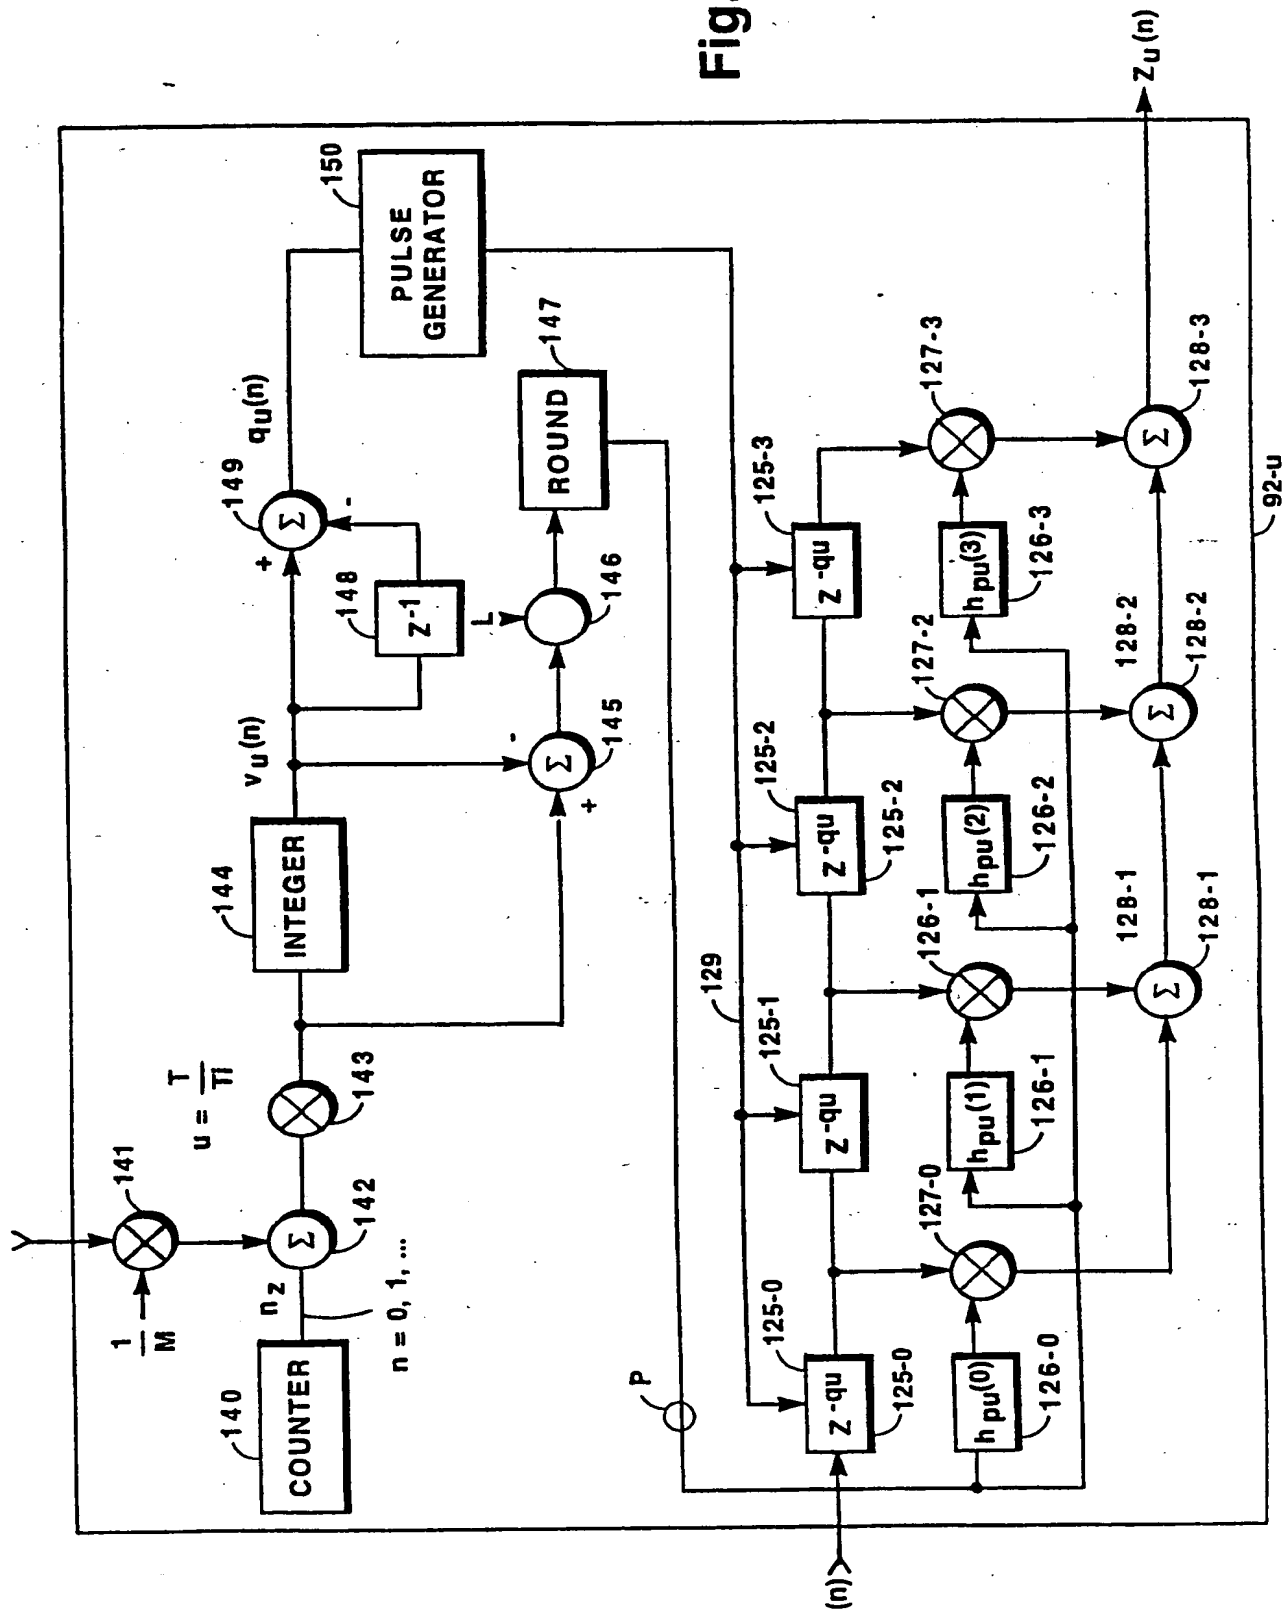 Fig.
1
M
141
u = T
TI
COUNTER
140
n z
n = 0, 1, ...
Σ
142
143
INTEGER
144
v u (n)
Z -1
148
+
-
Σ
149
q u (n)
PULSE
GENERATOR
150
+
-
Σ
145
L
146
ROUND
147
P
129
(n)
Z -qu
125-0
125-0
Z -qu
125-1
Z -qu
125-2
125-2
Z -qu
125-3
h pu (0)
126-0
127-0
h pu (1)
126-1
126-1
h pu (2)
126-2
127-2
h pu (3)
126-3
127-3
Σ
128-1
128-1
Σ
128-2
128-2
Σ
128-3
Z u (n)
92-u